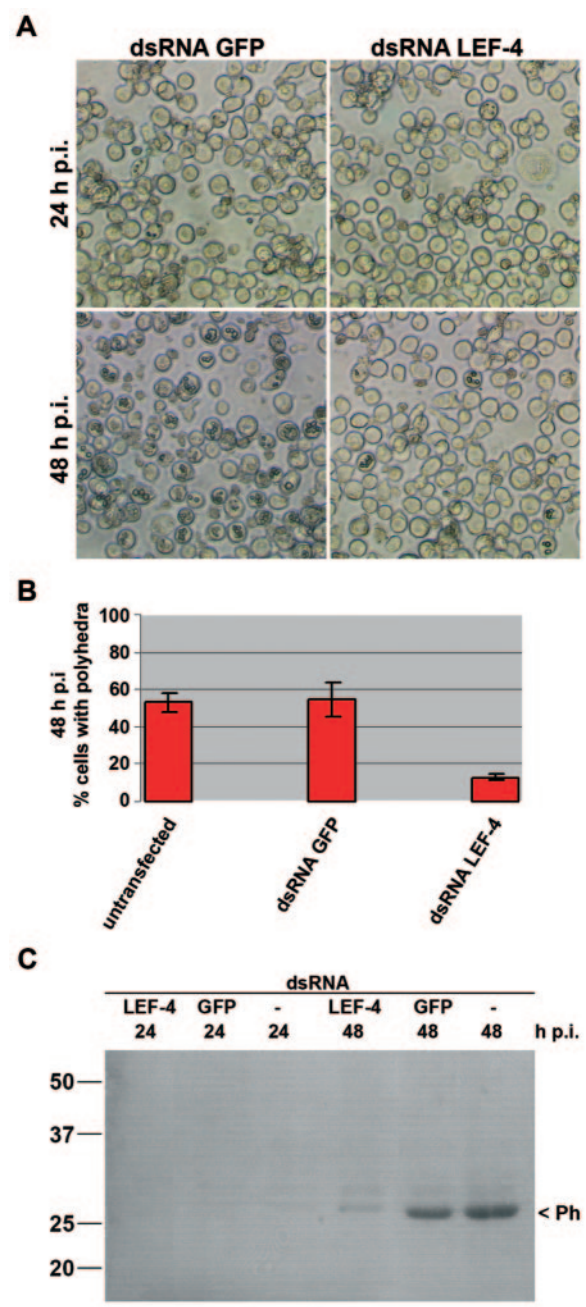 A
dsRNA GFP
dsRNA LEF-4
24 h p.i.
48 h p.i.
B
48 h p.i
% cells with polyhedra
100
80
60
40
20
0
untransfected
dsRNA GFP
dsRNA LEF-4
C
dsRNA
LEF-4 GFP - LEF-4 GFP -
24 24 24 48 48 48 h p.i.
50
37
25
20
< Ph